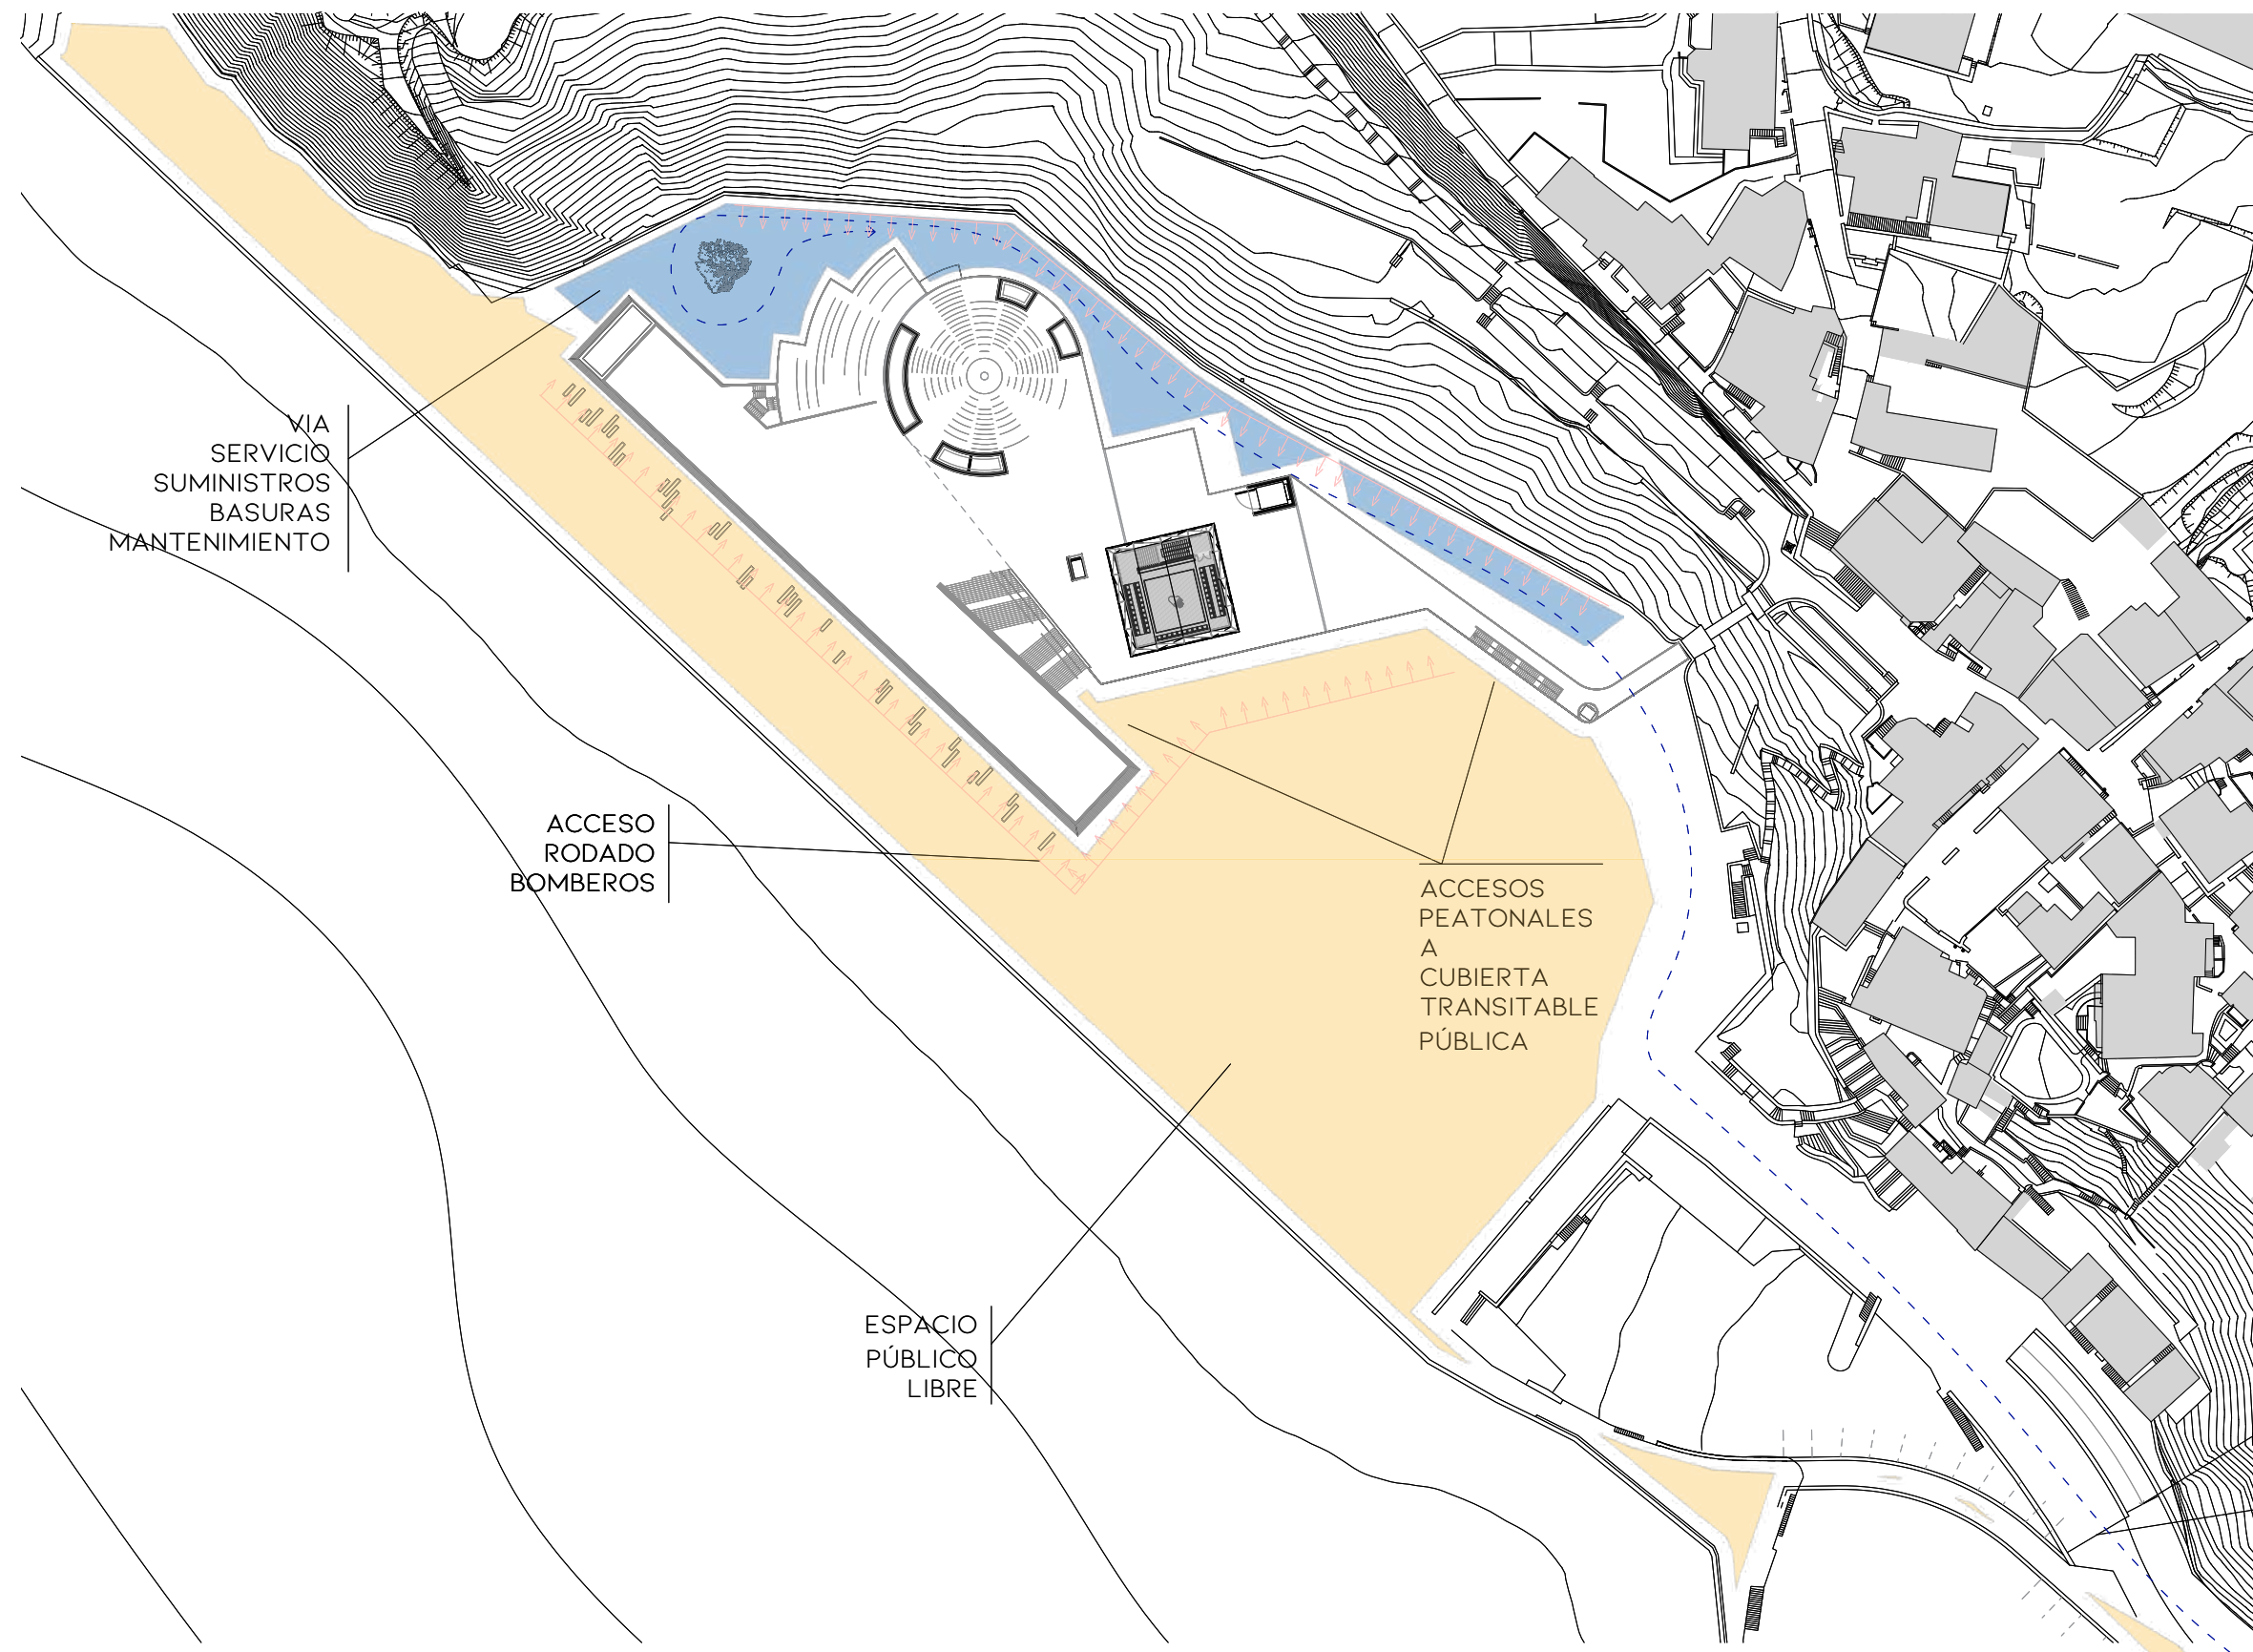 VIA
SERVICIO
SUMINISTROS
BASURAS
MANTENIMIENTO
ACCESO
RODADO
BOMBEROS
ACCESOS
PEATONALES
A
CUBIERTA
TRANSITABLE
PÚBLICA
ESPACIO
PÚBLICO
LIBRE